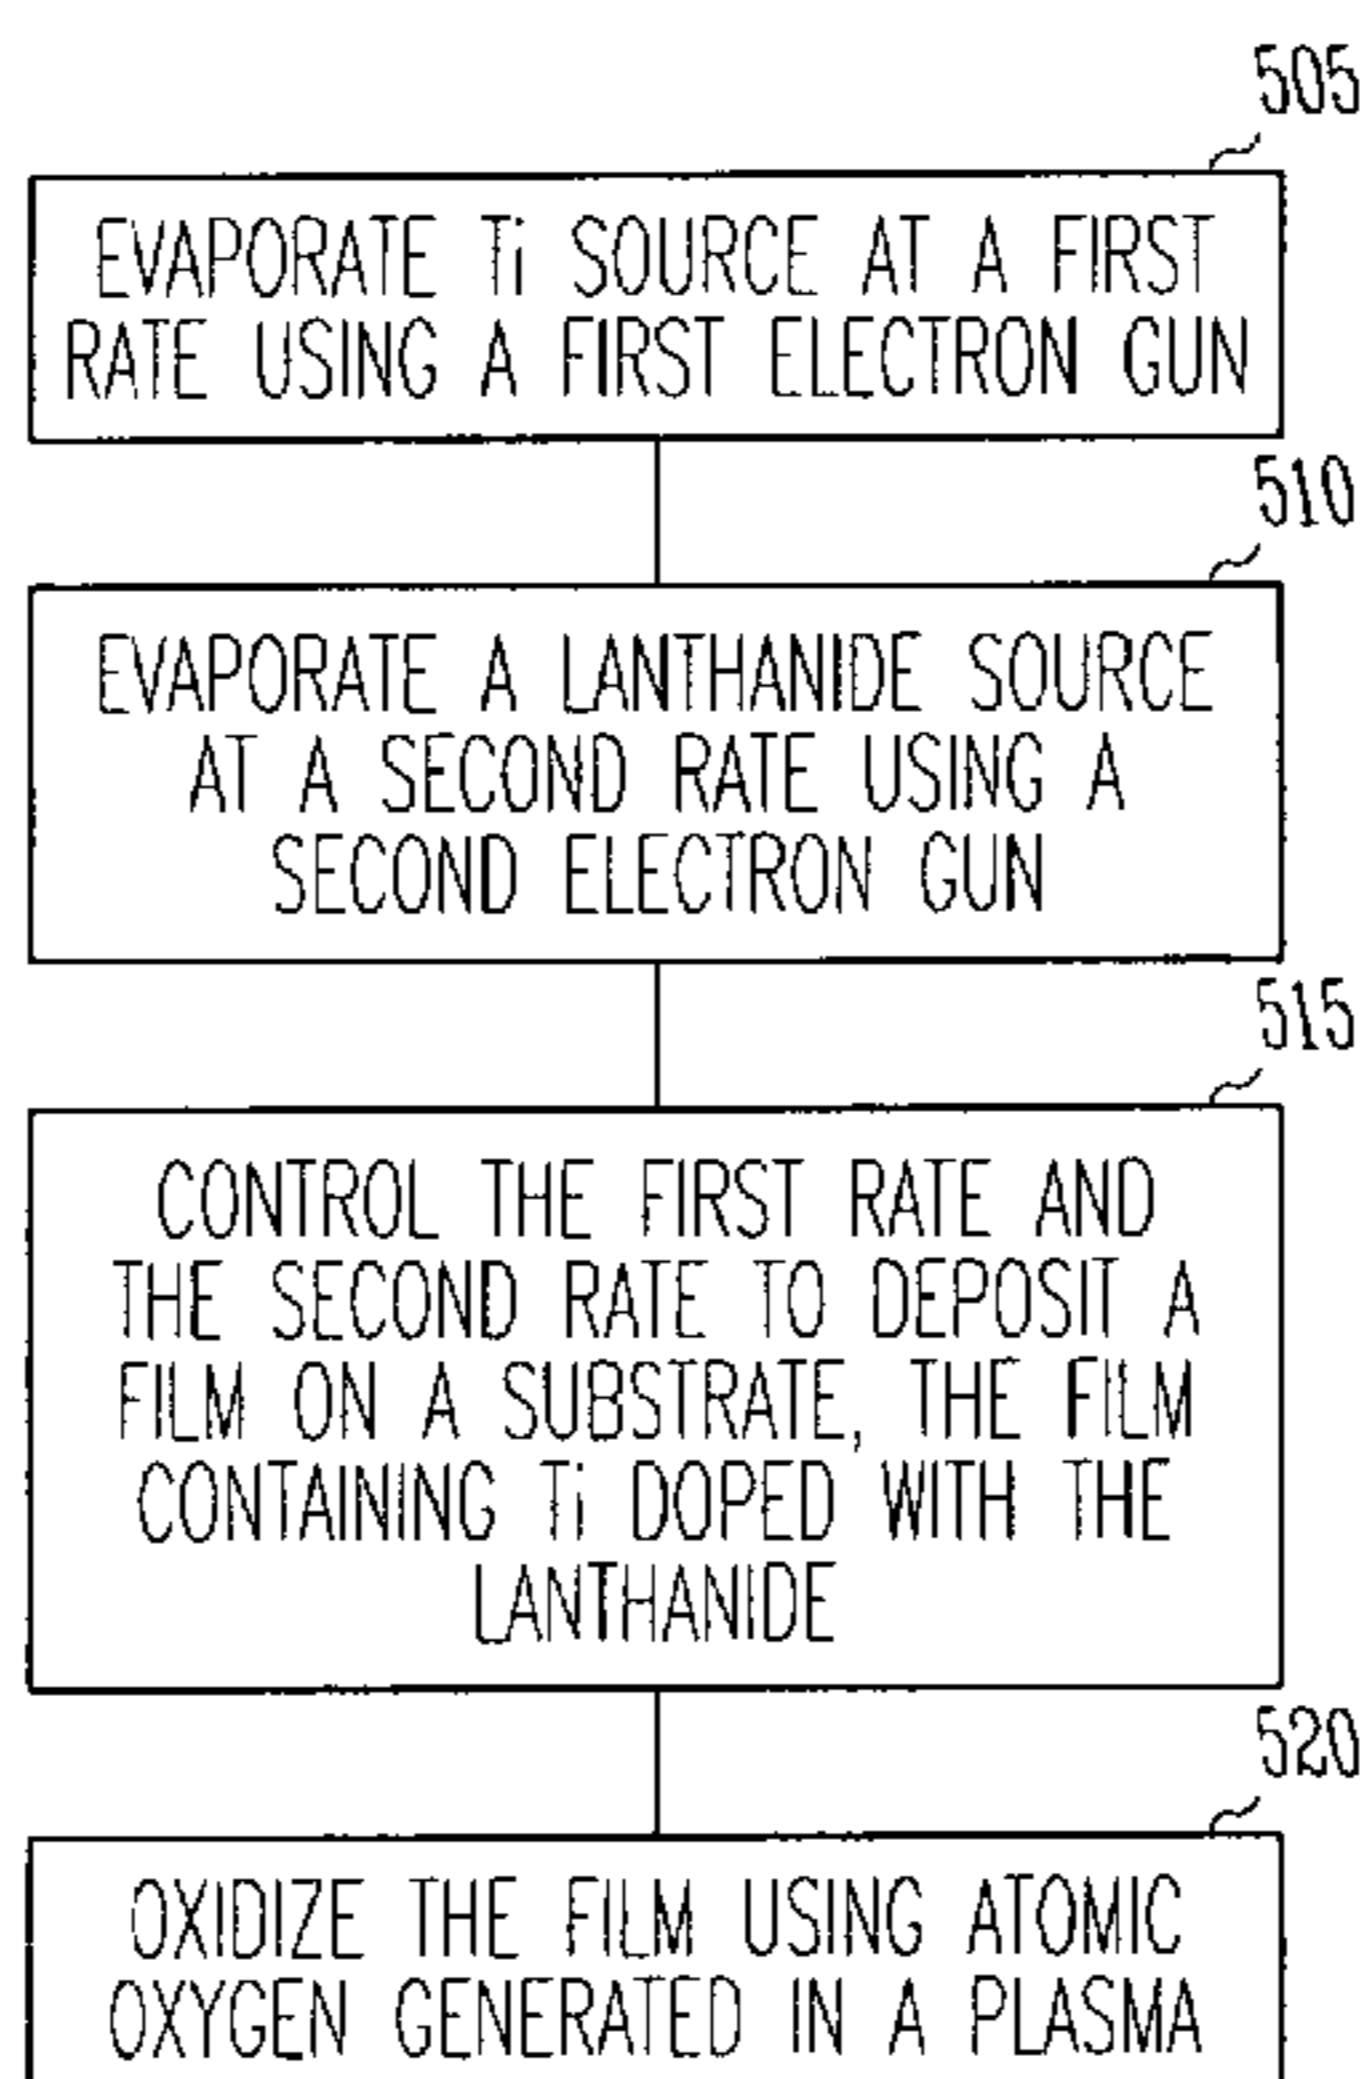 505
EVAPORATE Ti SOURCE AT A FIRST
RATE USING A FIRST ELECTRON GUN
510
EVAPORATE A LANTHANIDE SOURCE
AT A SECOND RATE USING A
SECOND ELECTRON GUN
515
CONTROL THE FIRST RATE AND
THE SECOND RATE TO DEPOSIT A
FILM ON A SUBSTRATE, THE FILM
CONTAINING Ti DOPED WITH THE
LANTHANIDE
520
OXIDIZE THE FILM USING ATOMIC
OXYGEN GENERATED IN A PLASMA